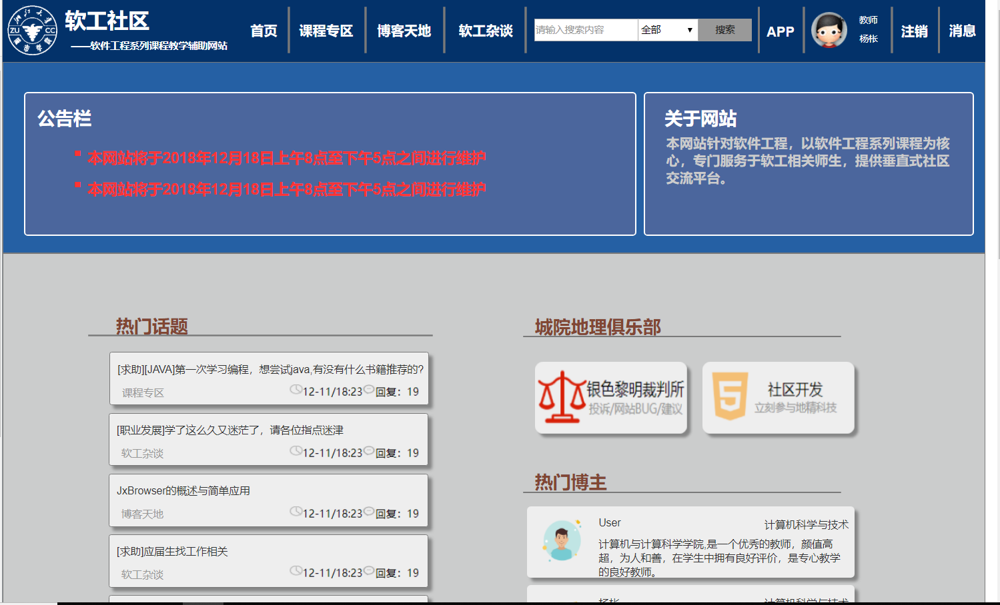 软工社区
——软件工程系列课程教学辅助网站
首页
课程专区
博客天地
软工杂谈
请输入搜索内容
全部
搜索
APP
教师
杨枨
注销
消息
ZU CC
公告栏
本网站将于2018年12月18日上午8点至下午5点之间进行维护
本网站将于2018年12月18日上午8点至下午5点之间进行维护
关于网站
本网站针对软件工程，以软件工程系列课程为核
心，专门服务于软工相关师生，提供垂直式社区
交流平台。
热门话题
[求助][JAVA]第一次学习编程，想尝试java,有没有什么书籍推荐的?
课程专区
12-11/18:23 回复：19
[职业发展]学了这么久又迷茫了，请各位指点迷津
软工杂谈
12-11/18:23 回复：19
JxBrowser的概述与简单应用
博客天地
12-11/18:23 回复：19
[求助]应届生找工作相关
软工杂谈
12-11/18:23 回复：19
城院地理俱乐部
银色黎明裁判所
投诉/网站BUG/建议
5
社区开发
立刻参与地精科技
热门博主
User
计算机科学与技术
计算机与计算科学学院,是一个优秀的教师，颜值高
超，为人和善，在学生中拥有良好评价，是专心教学
的良好教师。
杨枨
计算机科学与技术